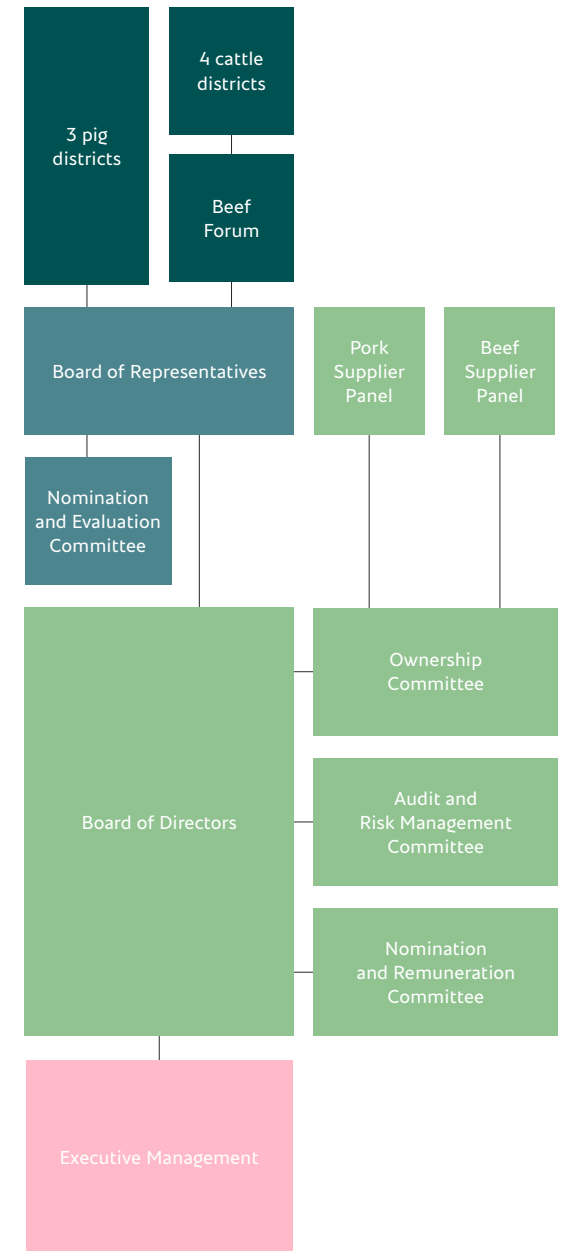 3 pig
districts
4 cattle
districts
Beef
Forum
Board of Representatives
Pork
Supplier
Panel
Beef
Supplier
Panel
Nomination
and Evaluation
Committee
Board of Directors
Ownership
Committee
Audit and
Risk Management
Committee
Nomination
and Remuneration
Committee
Executive Management